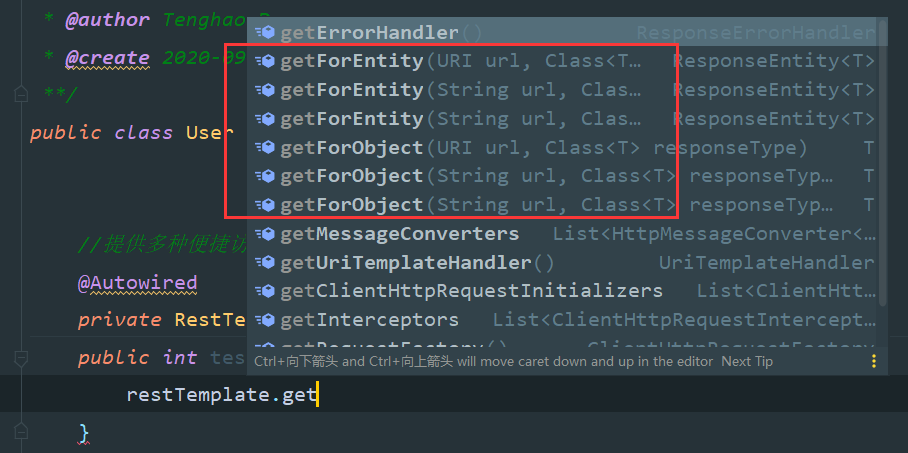 * @author Tenghao
* @create 2020-09
**/
public class User
//提供多种便捷访
@Autowired
private RestTe
public int tes
restTemplate.get
}
getErrorHandler() ResponseErrorHandler
getForEntity(URI url, Class<T… ResponseEntity<T>
getForEntity(String url, Clas… ResponseEntity<T>
getForEntity(String url, Clas… ResponseEntity<T>
getForObject(URI url, Class<T> responseType) T
getForObject(String url, Class<T> responseTyp… T
getForObject(String url, Class<T> responseTyp… T
getMessageConverters List<HttpMessageConverter<…
getUriTemplateHandler() UriTemplateHandler
getClientHttpRequestInitializers List<ClientHtt…
getInterceptors List<ClientHttpRequestIntercept…
getRequestFactory() ClientHttpRequestFactory
Ctrl+向下箭头 and Ctrl+向上箭头 will move caret down and up in the editor Next Tip